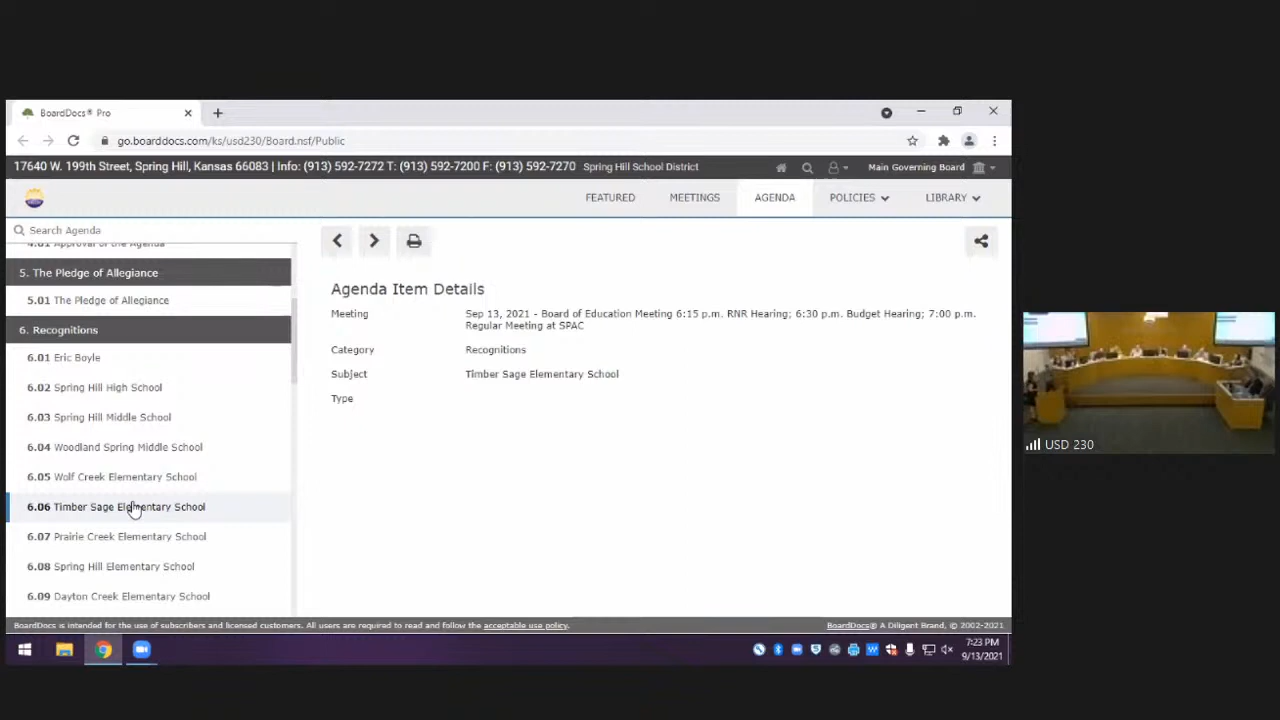 BoardDocs® Pro
go.boarddocs.com/ks/usd230/Board.nsf/Public
17640 W. 199th Street, Spring Hill, Kansas 66083 | Info: (913) 592-7272 T: (913) 592-7200 F: (913) 592-7270 Spring Hill School District
Main Governing Board
FEATURED MEETINGS AGENDA POLICIES LIBRARY
Search Agenda
4.01 Approval of the Agenda
5. The Pledge of Allegiance
5.01 The Pledge of Allegiance
6. Recognitions
6.01 Eric Boyle
6.02 Spring Hill High School
6.03 Spring Hill Middle School
6.04 Woodland Spring Middle School
6.05 Wolf Creek Elementary School
6.06 Timber Sage Elementary School
6.07 Prairie Creek Elementary School
6.08 Spring Hill Elementary School
6.09 Dayton Creek Elementary School
Agenda Item Details
Meeting Sep 13, 2021 - Board of Education Meeting 6:15 p.m. RNR Hearing; 6:30 p.m. Budget Hearing; 7:00 p.m.
Regular Meeting at SPAC
Category Recognitions
Subject Timber Sage Elementary School
Type
USD 230
BoardDocs is intended for the use of subscribers and licensed customers. All users are required to read and follow the acceptable use policy. BoardDocs® A Diligent Brand, © 2002-2021
7:23 PM
9/13/2021